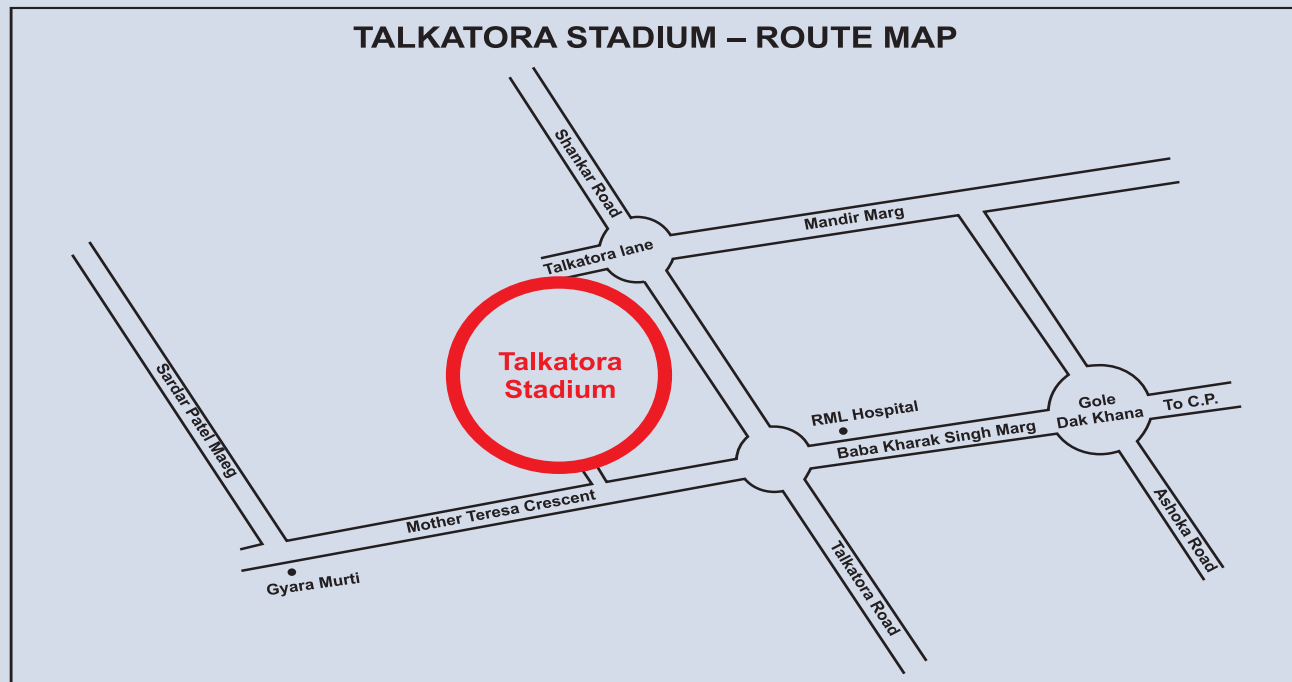 TALKATORA STADIUM – ROUTE MAP
Shankar Road
Mandir Marg
Talkatora lane
Talkatora
Stadium
Sardar Patel Maeg
RML Hospital
Gole
Dak Khana
To C.P.
Baba Kharak Singh Marg
Mother Teresa Crescent
Ashoka Road
Talkatora Road
Gyara Murti